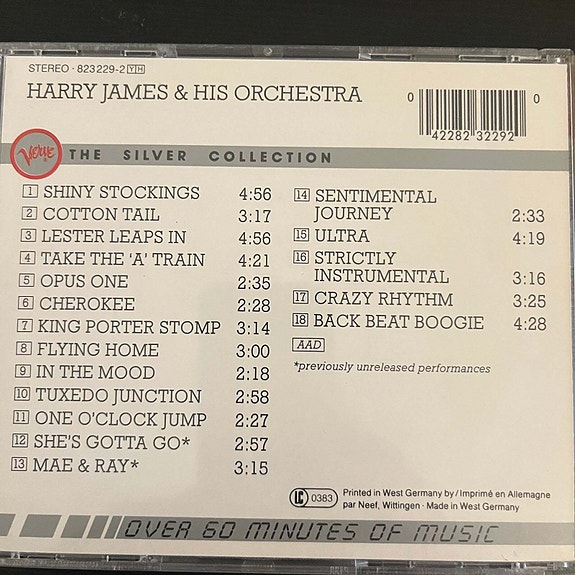 STEREO · 823 229-2 YH
HARRY JAMES & HIS ORCHESTRA
0 42282 32292 0
Verve THE SILVER COLLECTION
1 SHINY STOCKINGS 4:56
2 COTTON TAIL 3:17
3 LESTER LEAPS IN 4:56
4 TAKE THE 'A' TRAIN 4:21
5 OPUS ONE 2:35
6 CHEROKEE 2:28
7 KING PORTER STOMP 3:14
8 FLYING HOME 3:00
9 IN THE MOOD 2:18
10 TUXEDO JUNCTION 2:58
11 ONE O'CLOCK JUMP 2:27
12 SHE'S GOTTA GO* 2:57
13 MAE & RAY* 3:15
14 SENTIMENTAL
JOURNEY 2:33
15 ULTRA 4:19
16 STRICTLY
INSTRUMENTAL 3:16
17 CRAZY RHYTHM 3:25
18 BACK BEAT BOOGIE 4:28
AAD
*previously unreleased performances
LC 0383
Printed in West Germany by/Imprimé en Allemagne
par Neef, Wittingen · Made in West Germany
OVER 60 MINUTES OF MUSIC